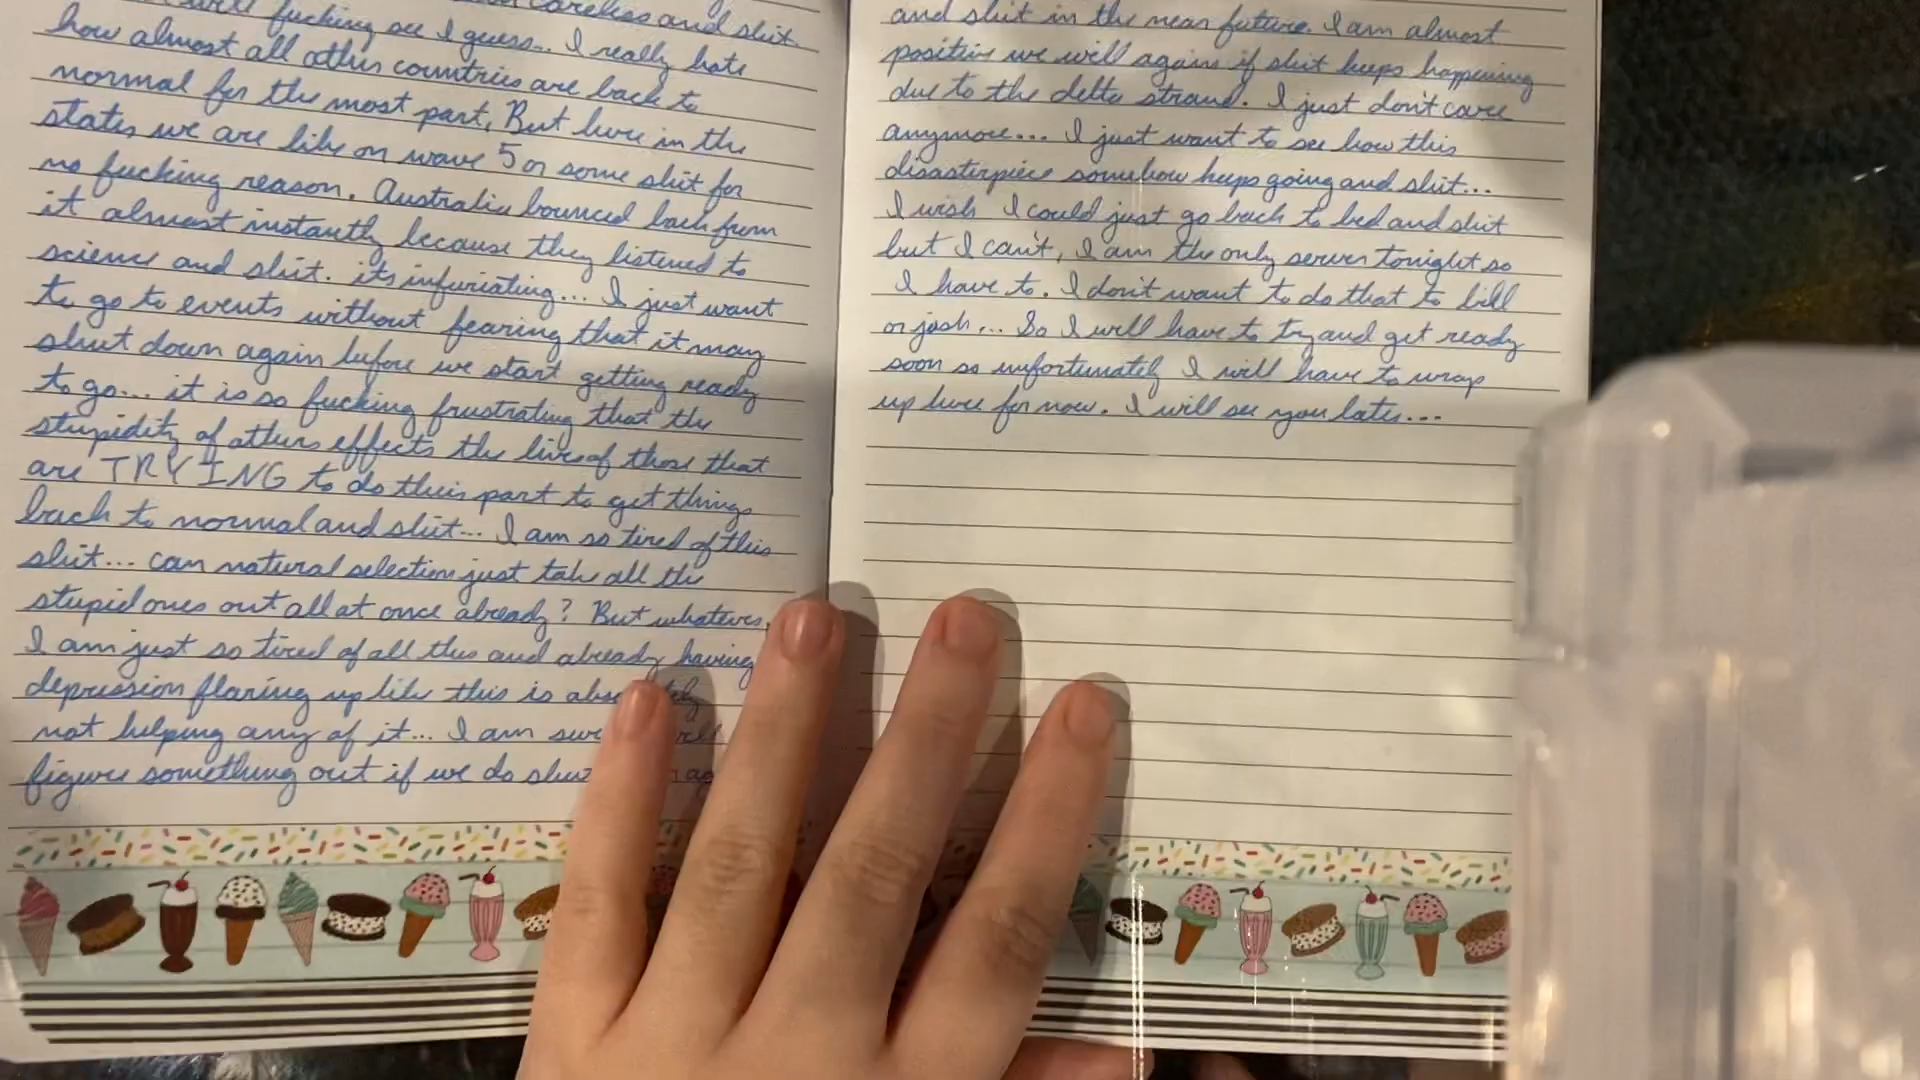 careless and shit.
will fucking see I guess... I really hate
how almost all other countries are back to
normal for the most part, But here in the
states we are like on wave 5 or some shit for
no fucking reason. Australia bounced back from
it almost instantly because they listened to
science and shit. its infuriating... I just want
to go to events without fearing that it may
shut down again before we start getting ready
to go... it is so fucking frustrating that the
stupidity of others effects the lives of those that
are TRYING to do their part to get things
back to normal and shit... I am so tired of this
shit... can natural selection just take all the
stupid ones out all at once already? But whatever,
I am just so tired of all this and already having
depression flaring up like this is
not helping any of it... I am
figure something out if we do
and shit in the near future. I am almost
positive we will again if shit keeps happening
due to the delta strand. I just don't care
anymore... I just want to see how this
disasterpiece somehow keeps going and shit...
I wish I could just go back to bed and shit
but I can't, I am the only server tonight so
I have to. I don't want to do that to bill
or josh... So I will have to try and get ready
soon so unfortunately I will have to wrap
up here for now. I will see you later...